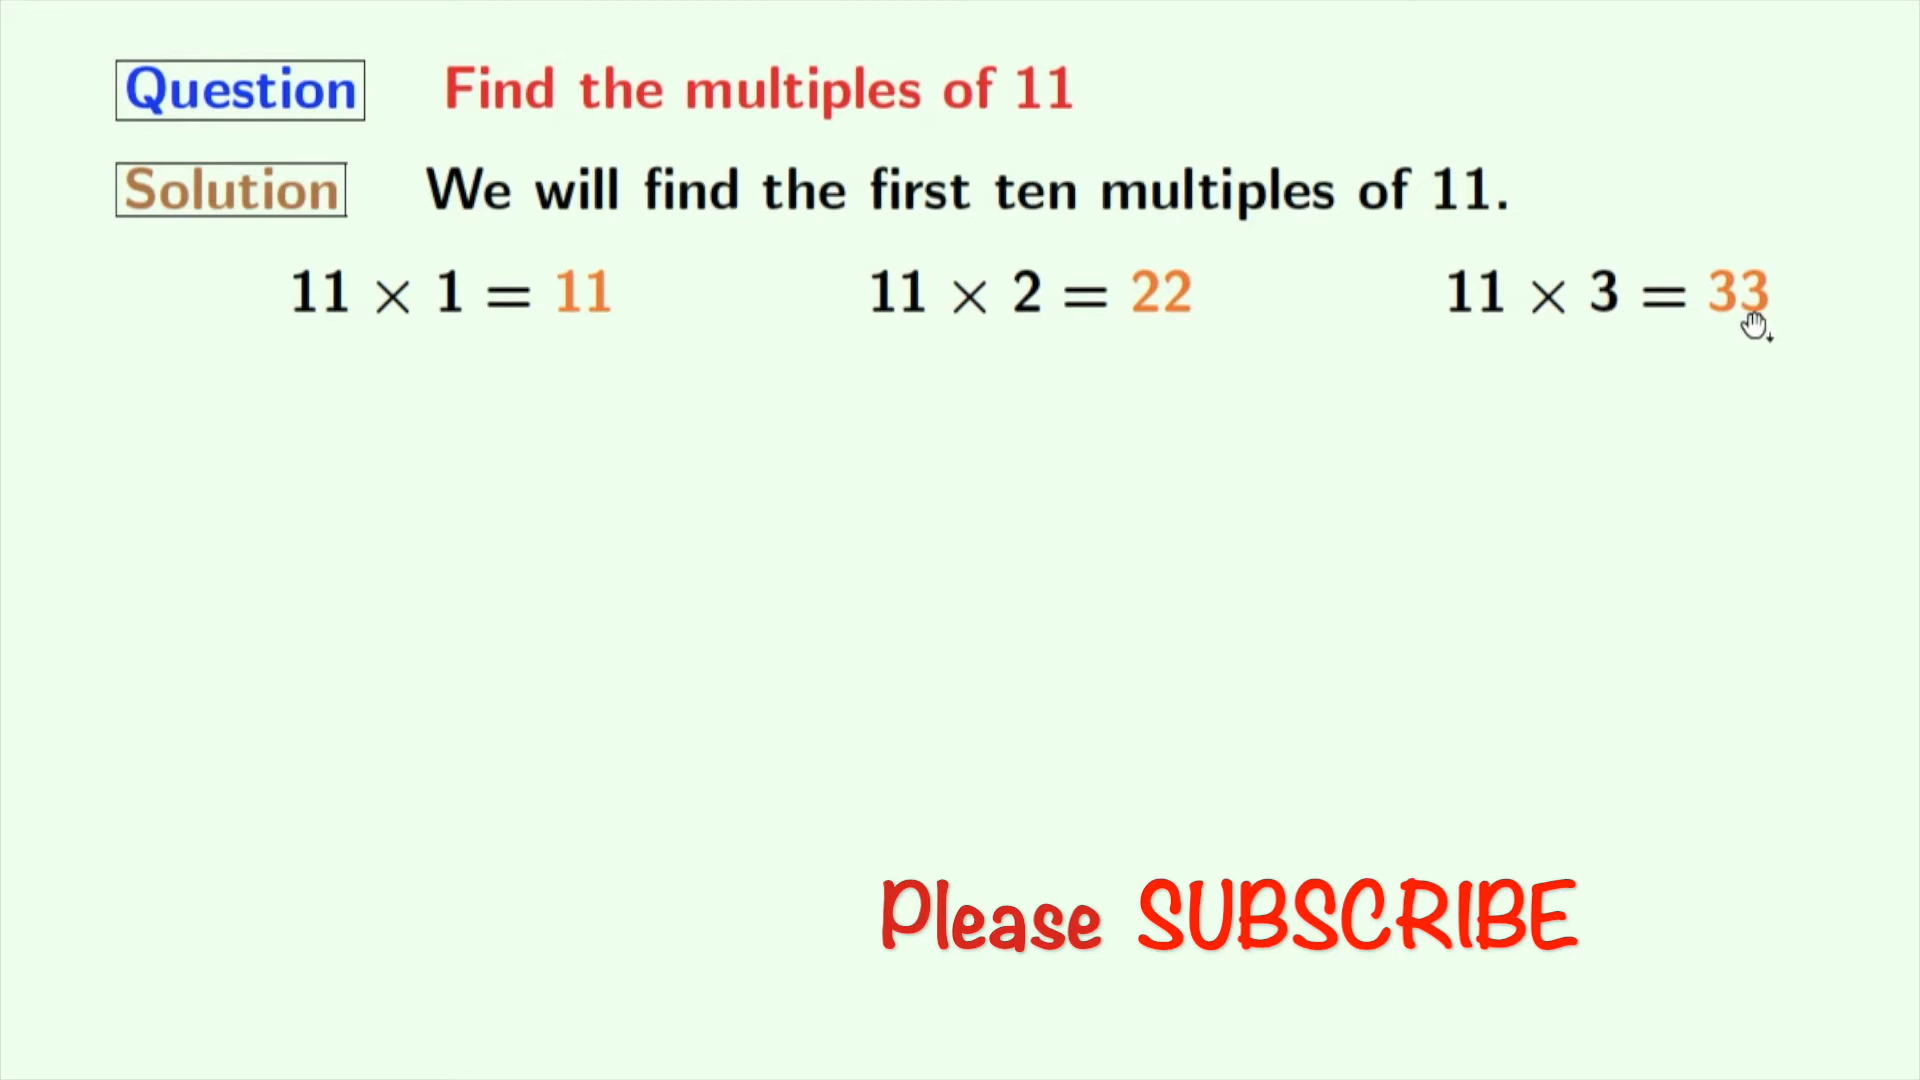 Question Find the multiples of 11
Solution We will find the first ten multiples of 11.
11 × 1 = 11 11 × 2 = 22 11 × 3 = 33
Please SUBSCRIBE